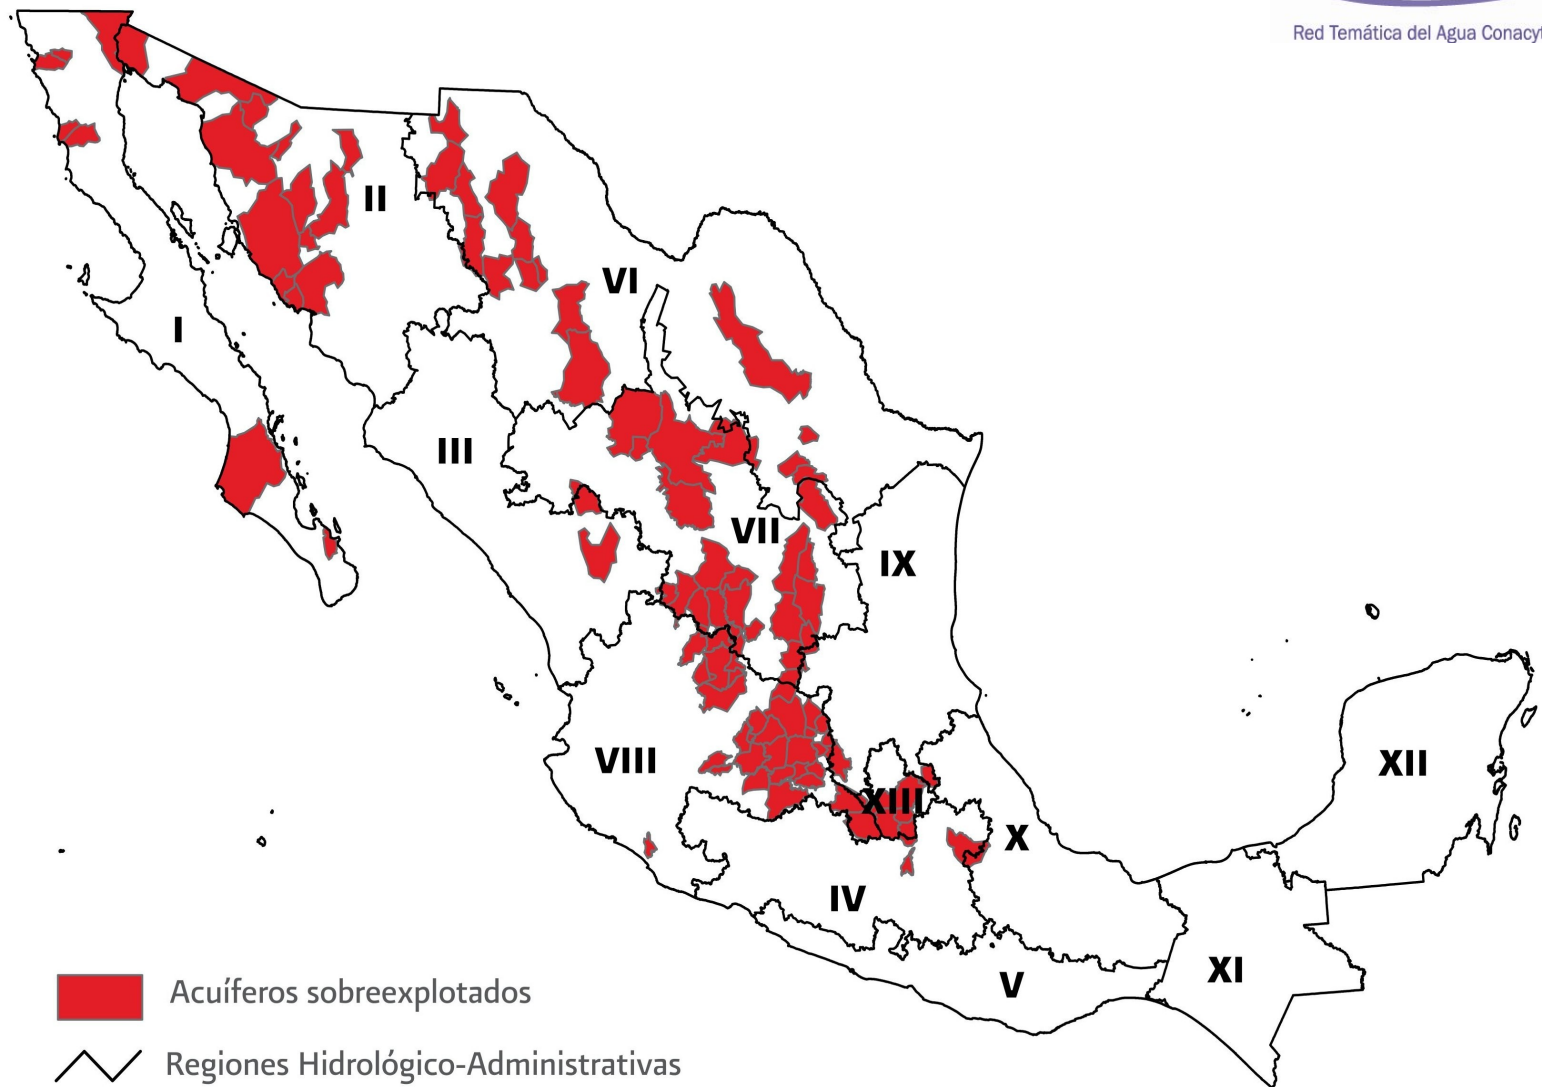 Red Temática del Agua Conacyt
II
VI
I
III
VII
IX
VIII
XII
XIII
X
IV
XI
V
Acuíferos sobreexplotados
Regiones Hidrológico-Administrativas